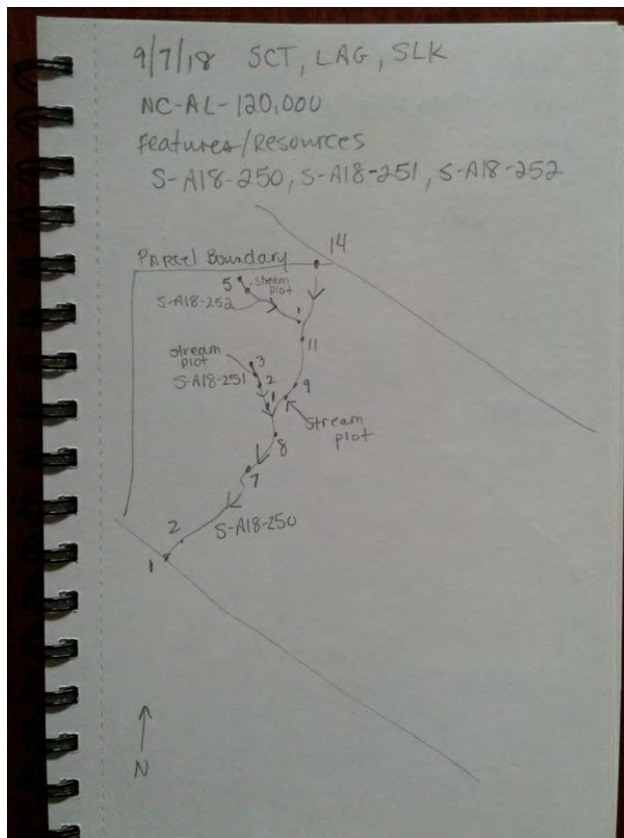 9/7/18 SCT, LAG, SLK
NC-AL-120,000
Features/Resources
S-A18-250, S-A18-251, S-A18-252
Parcel Boundary
14
5
stream
plot
S-A18-252
1
11
stream
plot
3
S-A18-251
2
1
9
stream
plot
8
7
S-A18-250
2
1
N